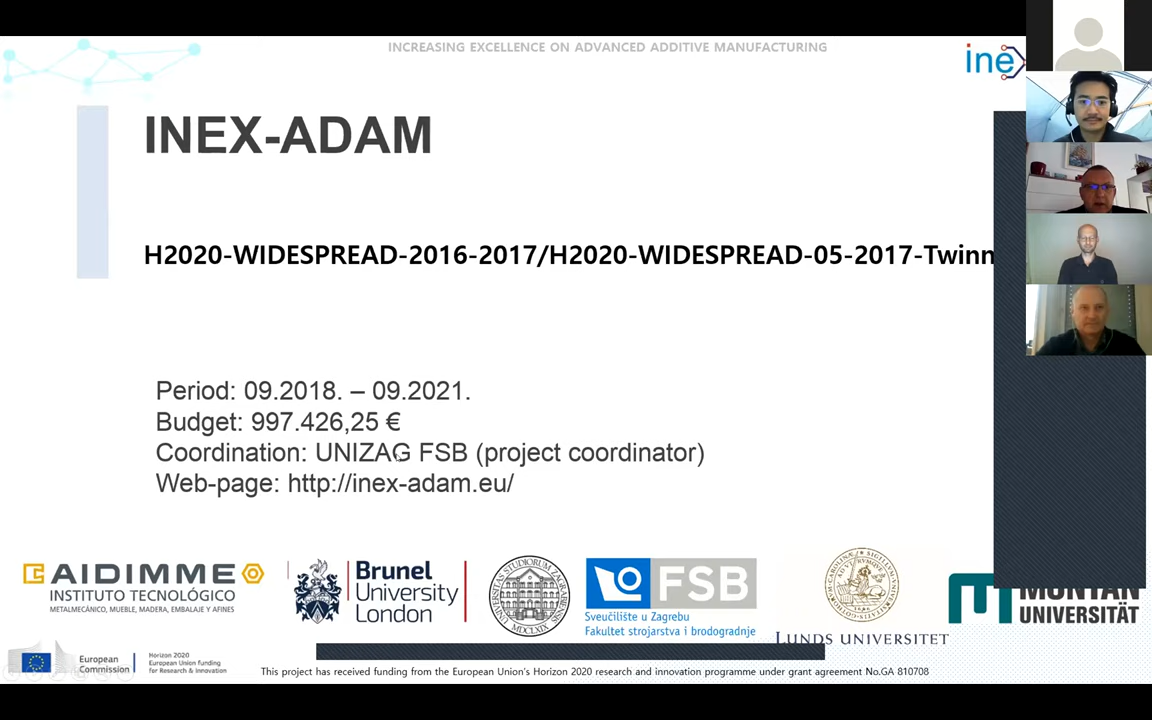 INCREASING EXCELLENCE ON ADVANCED ADDITIVE MANUFACTURING
ine
INEX-ADAM
H2020-WIDESPREAD-2016-2017/H2020-WIDESPREAD-05-2017-Twinn
Period: 09.2018. – 09.2021.
Budget: 997.426,25 €
Coordination: UNIZAG FSB (project coordinator)
Web-page: http://inex-adam.eu/
AIDIMME
INSTITUTO TECNOLÓGICO
METALMECÁNICO, MUEBLE, MADERA, EMBALAJE Y AFINES
Brunel
University
London
FSB
Sveučilište u Zagrebu
Fakultet strojarstva i brodogradnje
LUNDS UNIVERSITET
MONTAN
UNIVERSITÄT
European
Commission
Horizon 2020
European Union funding
for Research & Innovation
This project has received funding from the European Union's Horizon 2020 research and innovation programme under grant agreement No.GA 810708